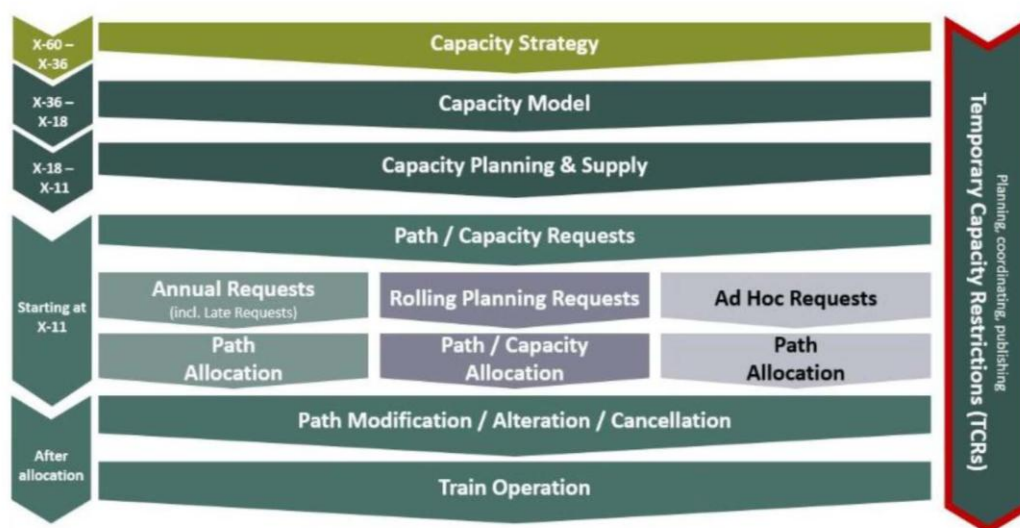 X-60 –
X-36
Capacity Strategy
X-36 –
X-18
Capacity Model
X-18 –
X-11
Capacity Planning & Supply
Path / Capacity Requests
Starting at
X-11
Annual Requests
(incl. Late Requests)
Rolling Planning Requests
Ad Hoc Requests
Path
Allocation
Path / Capacity
Allocation
Path
Allocation
Path Modification / Alteration / Cancellation
After
allocation
Train Operation
Planning, coordinating, publishing
Temporary Capacity Restrictions (TCRs)